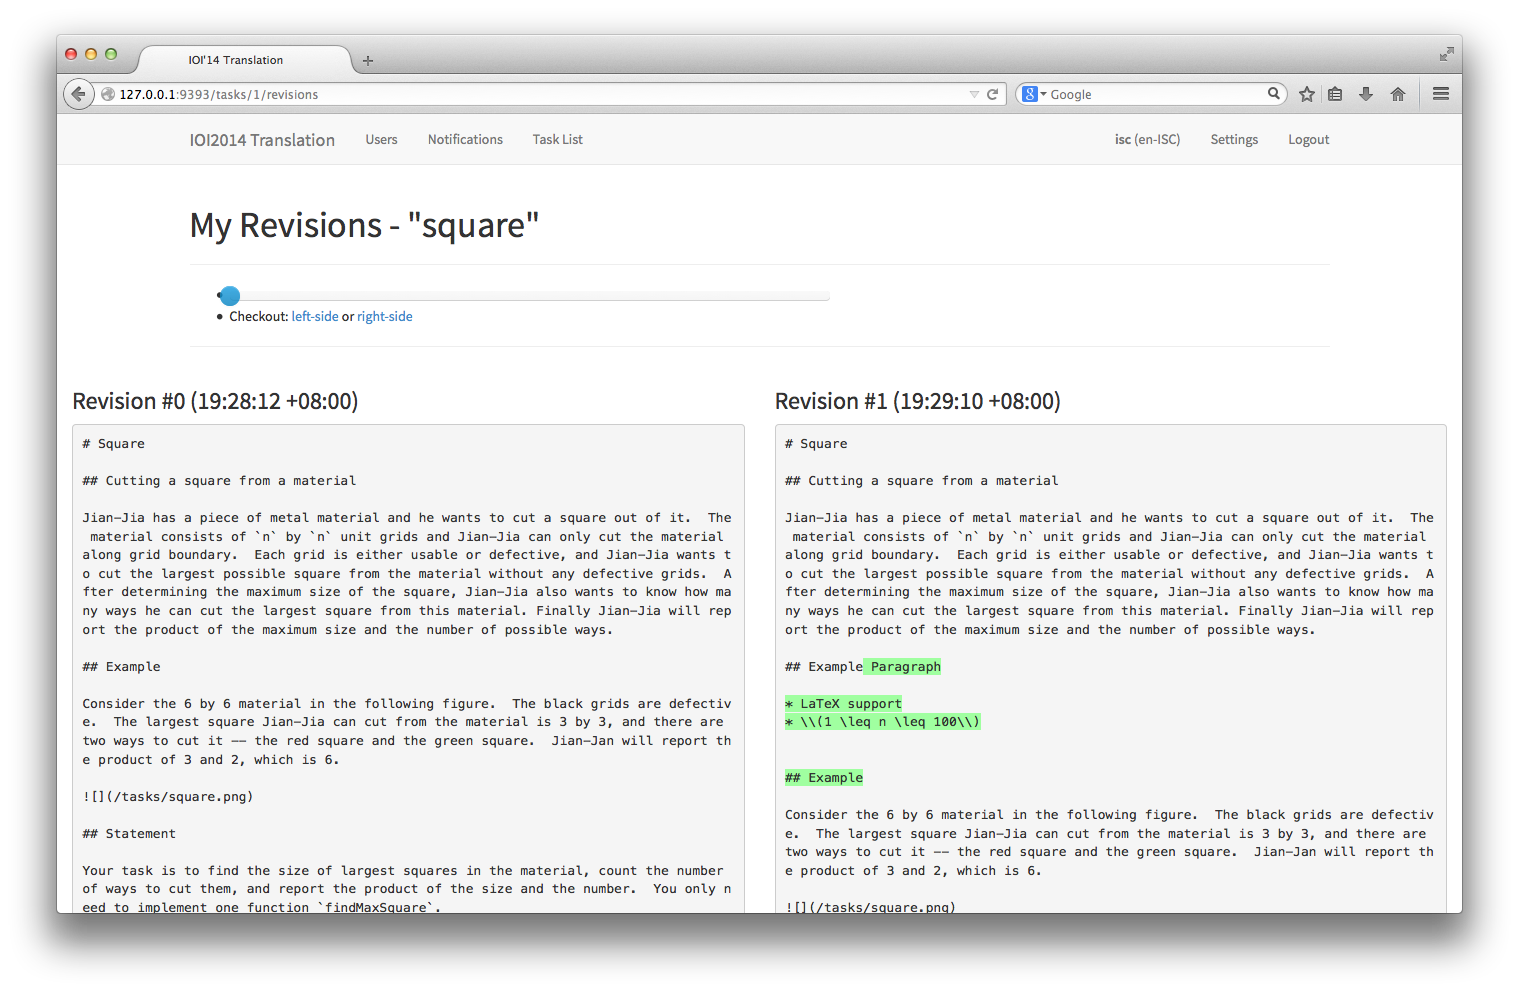 IOI'14 Translation
127.0.0.1:9393/tasks/1/revisions
Google
IOI2014 Translation Users Notifications Task List isc (en-ISC) Settings Logout
My Revisions - "square"
Checkout: left-side or right-side
Revision #0 (19:28:12 +08:00)
# Square
## Cutting a square from a material
Jian-Jia has a piece of metal material and he wants to cut a square out of it.  The
 material consists of `n` by `n` unit grids and Jian-Jia can only cut the material
along grid boundary.  Each grid is either usable or defective, and Jian-Jia wants t
o cut the largest possible square from the material without any defective grids.  A
fter determining the maximum size of the square, Jian-Jia also wants to know how ma
ny ways he can cut the largest square from this material. Finally Jian-Jia will rep
ort the product of the maximum size and the number of possible ways.
## Example
Consider the 6 by 6 material in the following figure.  The black grids are defectiv
e.  The largest square Jian-Jia can cut from the material is 3 by 3, and there are
two ways to cut it -- the red square and the green square.  Jian-Jan will report th
e product of 3 and 2, which is 6.
![](/tasks/square.png)
## Statement
Your task is to find the size of largest squares in the material, count the number
of ways to cut them, and report the product of the size and the number.  You only n
eed to implement one function `findMaxSquare`.
Revision #1 (19:29:10 +08:00)
# Square
## Cutting a square from a material
Jian-Jia has a piece of metal material and he wants to cut a square out of it.  The
 material consists of `n` by `n` unit grids and Jian-Jia can only cut the material
along grid boundary.  Each grid is either usable or defective, and Jian-Jia wants t
o cut the largest possible square from the material without any defective grids.  A
fter determining the maximum size of the square, Jian-Jia also wants to know how ma
ny ways he can cut the largest square from this material. Finally Jian-Jia will rep
ort the product of the maximum size and the number of possible ways.
## Example Paragraph
* LaTeX support
* \\(1 \leq n \leq 100\\)
## Example
Consider the 6 by 6 material in the following figure.  The black grids are defectiv
e.  The largest square Jian-Jia can cut from the material is 3 by 3, and there are
two ways to cut it -- the red square and the green square.  Jian-Jan will report th
e product of 3 and 2, which is 6.
![](/tasks/square.png)